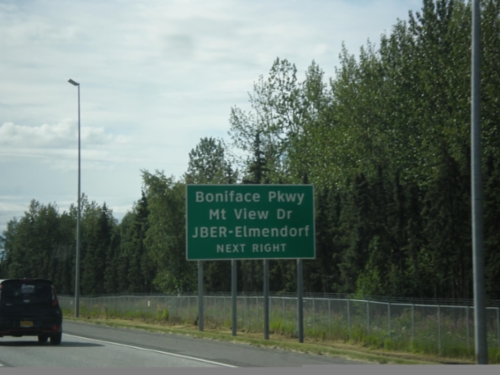 Boniface Pkwy
Mt View Dr
JBER-Elmendorf
NEXT RIGHT